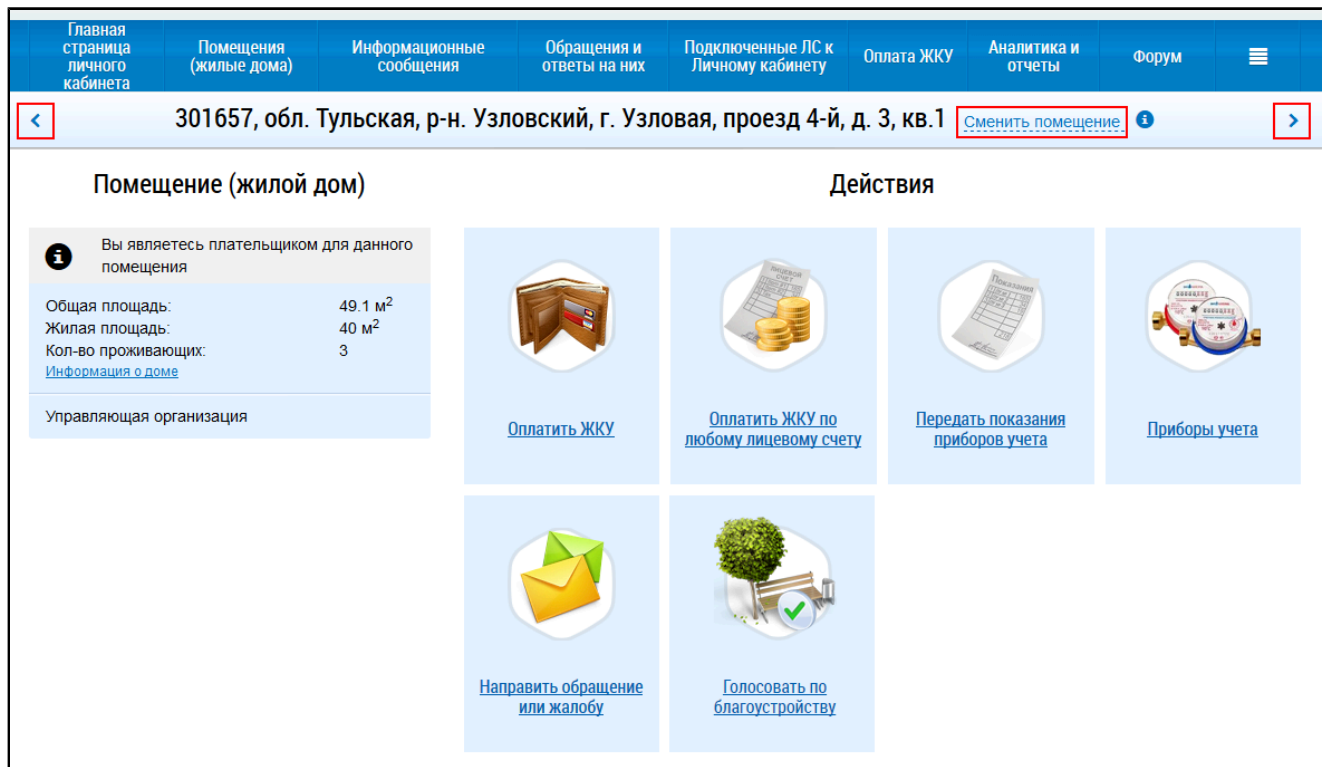 Главная
страница
личного
кабинета
Помещения
(жилые дома)
Информационные
сообщения
Обращения и
ответы на них
Подключенные ЛС к
Личному кабинету
Оплата ЖКУ
Аналитика и
отчеты
Форум
301657, обл. Тульская, р-н. Узловский, г. Узловая, проезд 4-й, д. 3, кв.1 Сменить помещение
Помещение (жилой дом)
Действия
Вы являетесь плательщиком для данного
помещения
Общая площадь: 49.1 м²
Жилая площадь: 40 м²
Кол-во проживающих: 3
Информация о доме
Управляющая организация
лицевой
счет
Показания
Оплатить ЖКУ
Оплатить ЖКУ по
любому лицевому счету
Передать показания
приборов учета
Приборы учета
Направить обращение
или жалобу
Голосовать по
благоустройству